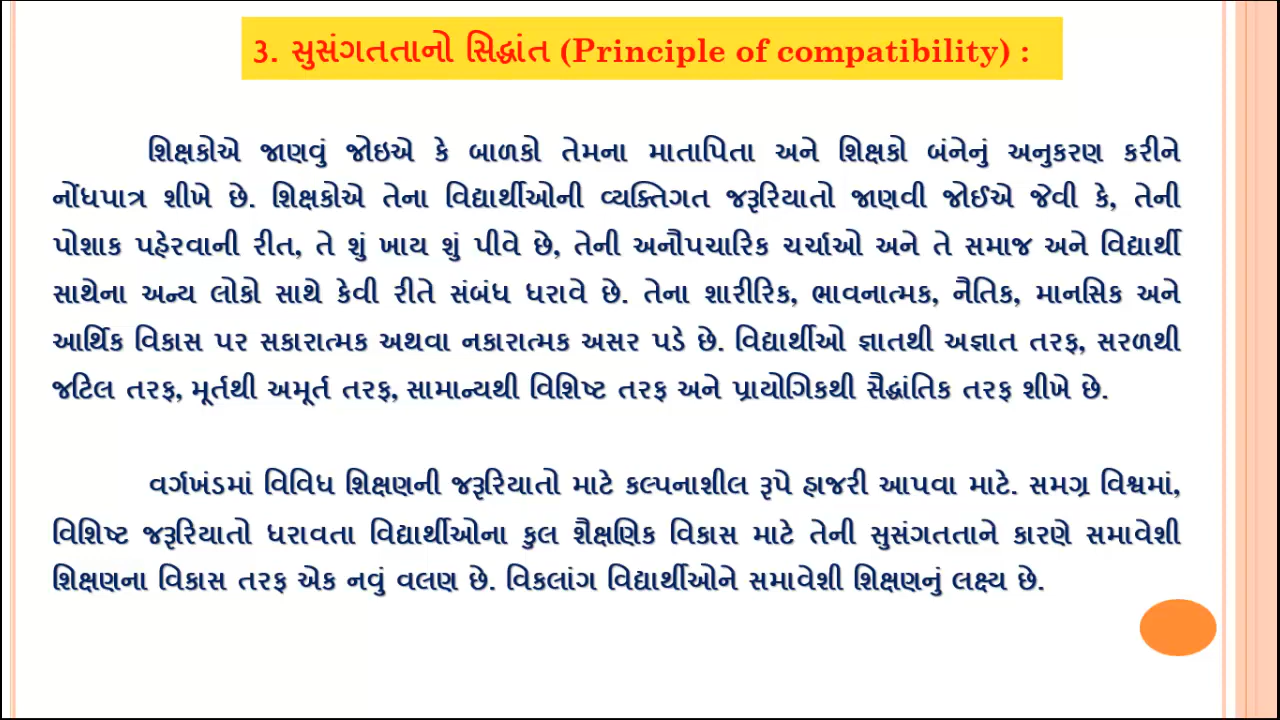 ૩. સુસંગતતાનો સિદ્ધાંત (Principle of compatibility) :
શિક્ષકોએ જાણવું જોઇએ કે બાળકો તેમના માતાપિતા અને શિક્ષકો બંનેનું અનુકરણ કરીને
નોંધપાત્ર શીખે છે. શિક્ષકોએ તેના વિદ્યાર્થીઓની વ્યક્તિગત જરૂરિયાતો જાણવી જોઈએ જેવી કે, તેની
પોશાક પહેરવાની રીત, તે શું ખાય શું પીવે છે, તેની અનૌપચારિક ચર્ચાઓ અને તે સમાજ અને વિદ્યાર્થી
સાથેના અન્ય લોકો સાથે કેવી રીતે સંબંધ ધરાવે છે. તેના શારીરિક, ભાવનાત્મક, નૈતિક, માનસિક અને
આર્થિક વિકાસ પર સકારાત્મક અથવા નકારાત્મક અસર પડે છે. વિદ્યાર્થીઓ જ્ઞાતથી અજ્ઞાત તરફ, સરળથી
જટિલ તરફ, મૂર્તથી અમૂર્ત તરફ, સામાન્યથી વિશિષ્ટ તરફ અને પ્રાયોગિકથી સૈદ્ધાંતિક તરફ શીખે છે.
વર્ગખંડમાં વિવિધ શિક્ષણની જરૂરિયાતો માટે કલ્પનાશીલ રૂપે હાજરી આપવા માટે. સમગ્ર વિશ્વમાં,
વિશિષ્ટ જરૂરિયાતો ધરાવતા વિદ્યાર્થીઓના કુલ શૈક્ષણિક વિકાસ માટે તેની સુસંગતતાને કારણે સમાવેશી
શિક્ષણના વિકાસ તરફ એક નવું વલણ છે. વિકલાંગ વિદ્યાર્થીઓને સમાવેશી શિક્ષણનું લક્ષ્ય છે.